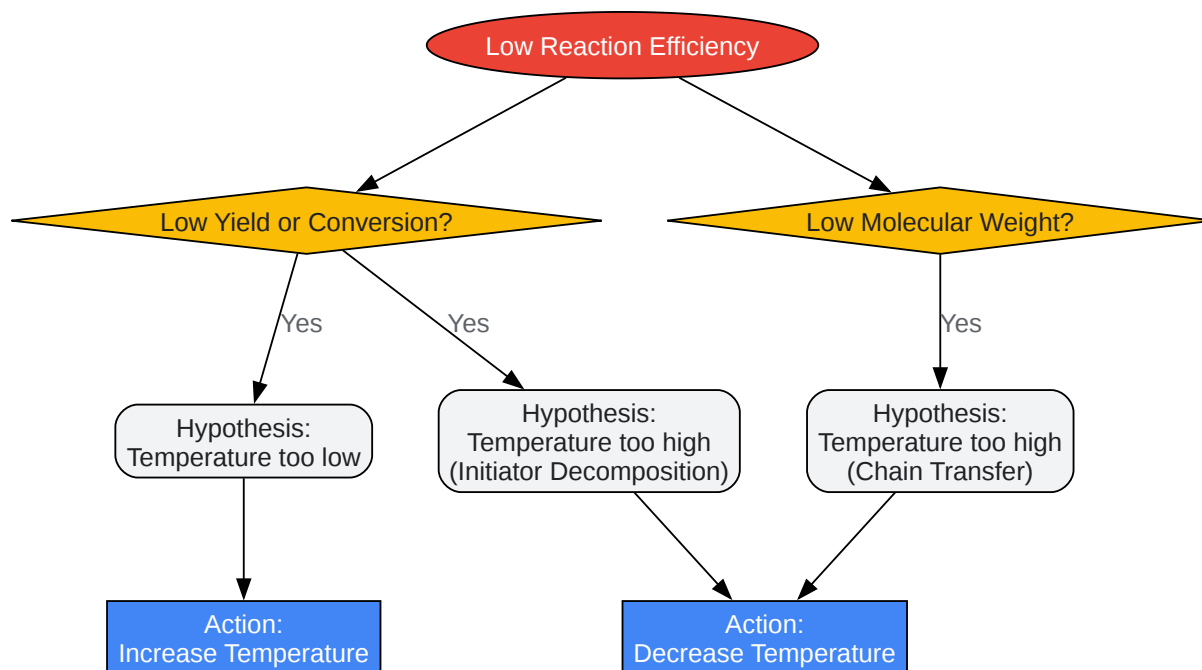 Low Reaction Efficiency
Low Yield or Conversion?
Low Molecular Weight?
Yes
Yes
Yes
Hypothesis:
Temperature too low
Hypothesis:
Temperature too high
(Initiator Decomposition)
Hypothesis:
Temperature too high
(Chain Transfer)
Action:
Increase Temperature
Action:
Decrease Temperature